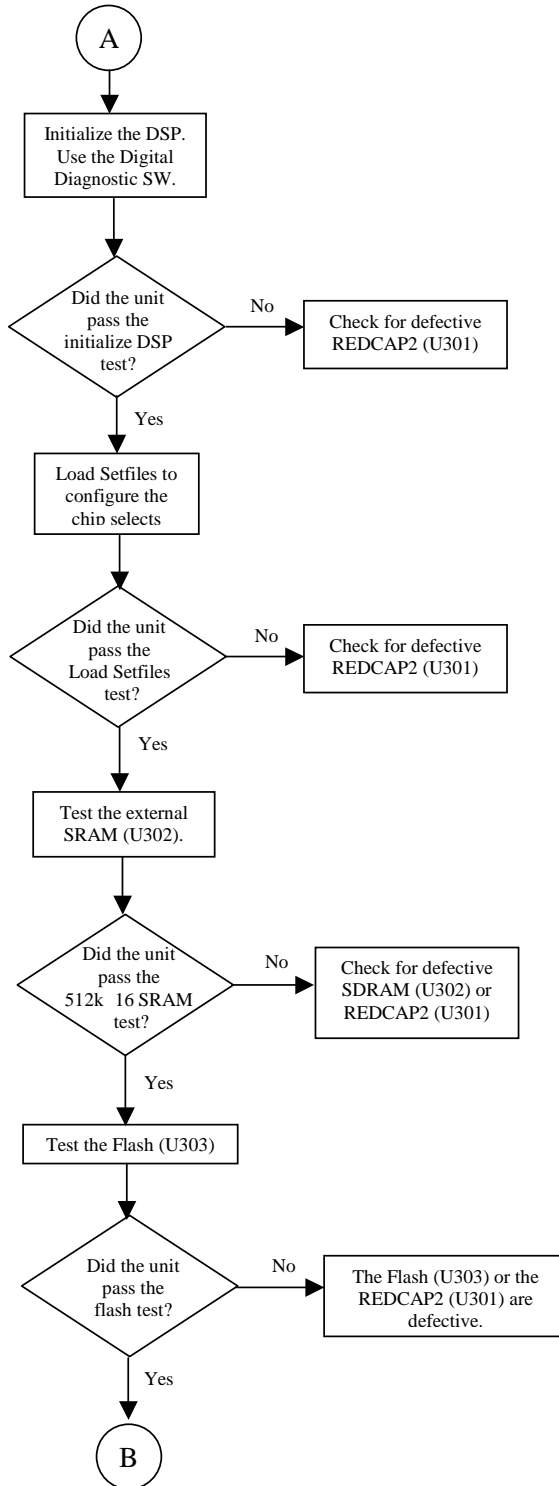 A
Initialize the DSP.
Use the Digital
Diagnostic SW.
Did the unit
pass the
initialize DSP
test?
No
Check for defective
REDCAP2 (U301)
Yes
Load Setfiles to
configure the
chip selects
Did the unit
pass the
Load Setfiles
test?
No
Check for defective
REDCAP2 (U301)
Yes
Test the external
SRAM (U302).
Did the unit
pass the
512k 16 SRAM
test?
No
Check for defective
SDRAM (U302) or
REDCAP2 (U301)
Yes
Test the Flash (U303)
Did the unit
pass the
flash test?
No
The Flash (U303) or the
REDCAP2 (U301) are
defective.
Yes
B